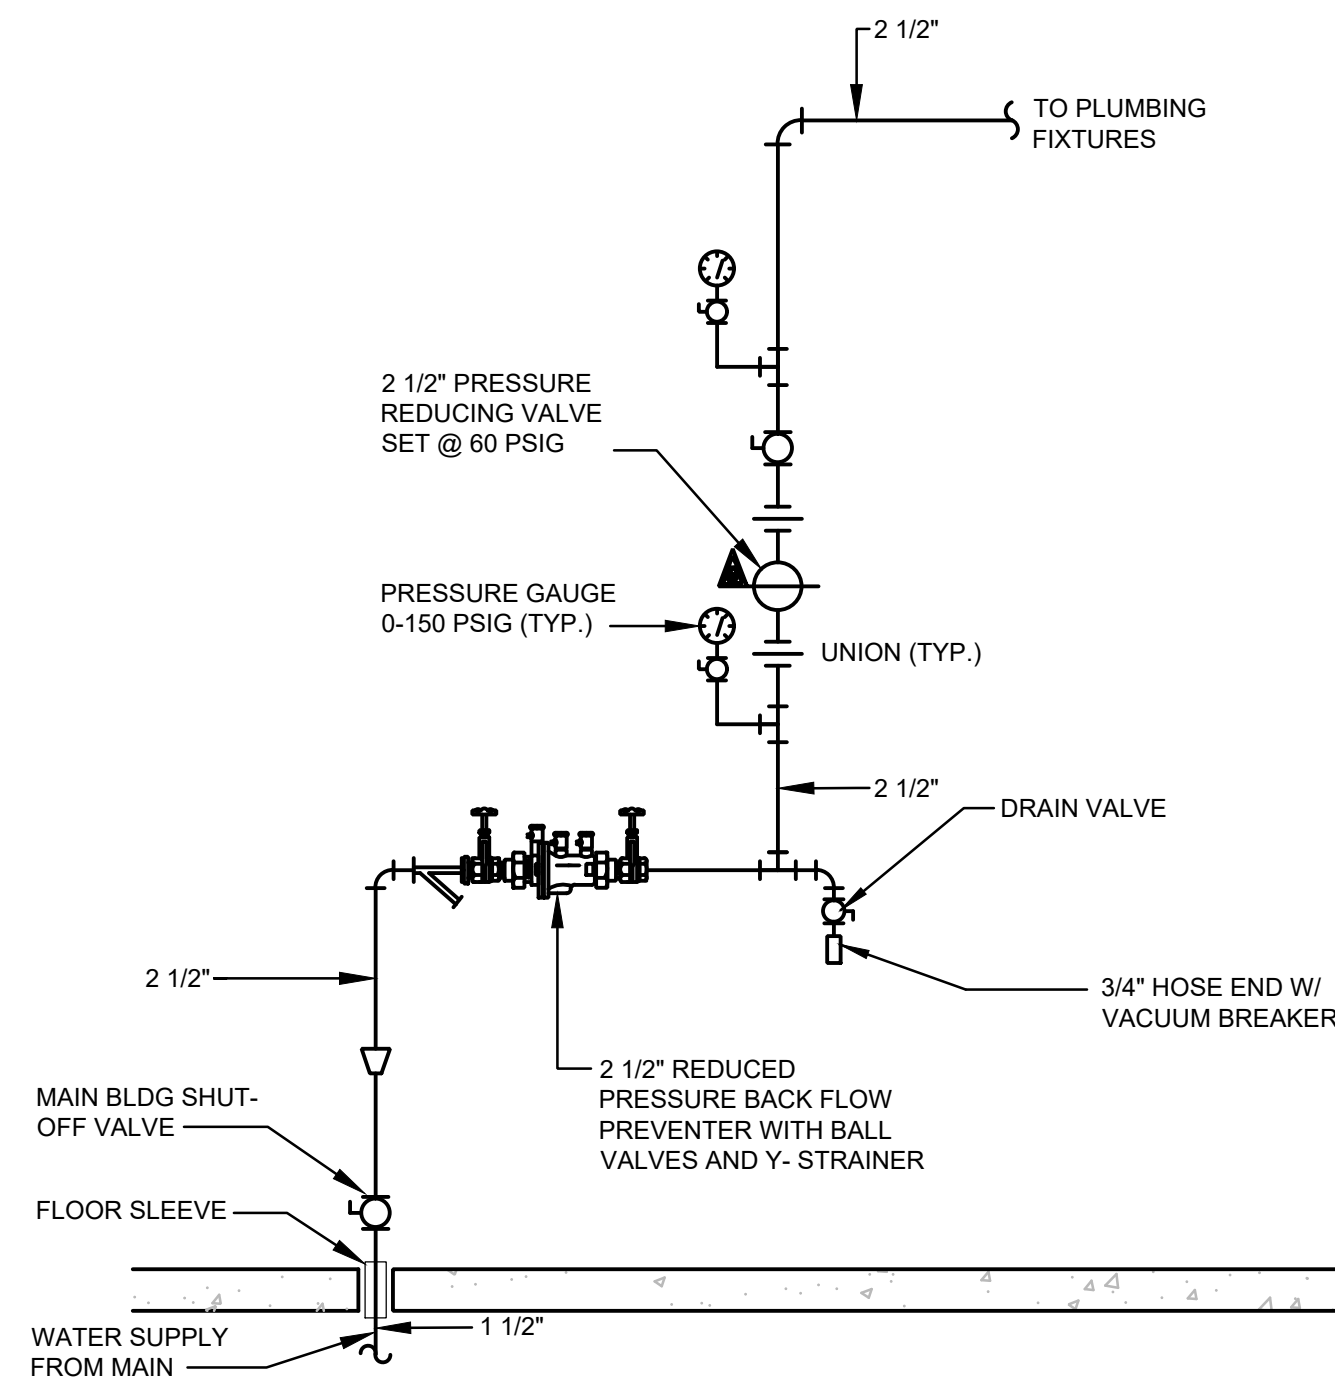 2 1/2"
TO PLUMBING
FIXTURES
2 1/2" PRESSURE
REDUCING VALVE
SET @ 60 PSIG
PRESSURE GAUGE
0-150 PSIG (TYP.)
UNION (TYP.)
2 1/2"
DRAIN VALVE
2 1/2"
3/4" HOSE END W/
VACUUM BREAKER
2 1/2" REDUCED
PRESSURE BACK FLOW
PREVENTER WITH BALL
VALVES AND Y- STRAINER
MAIN BLDG SHUT-
OFF VALVE
FLOOR SLEEVE
1 1/2"
WATER SUPPLY
FROM MAIN